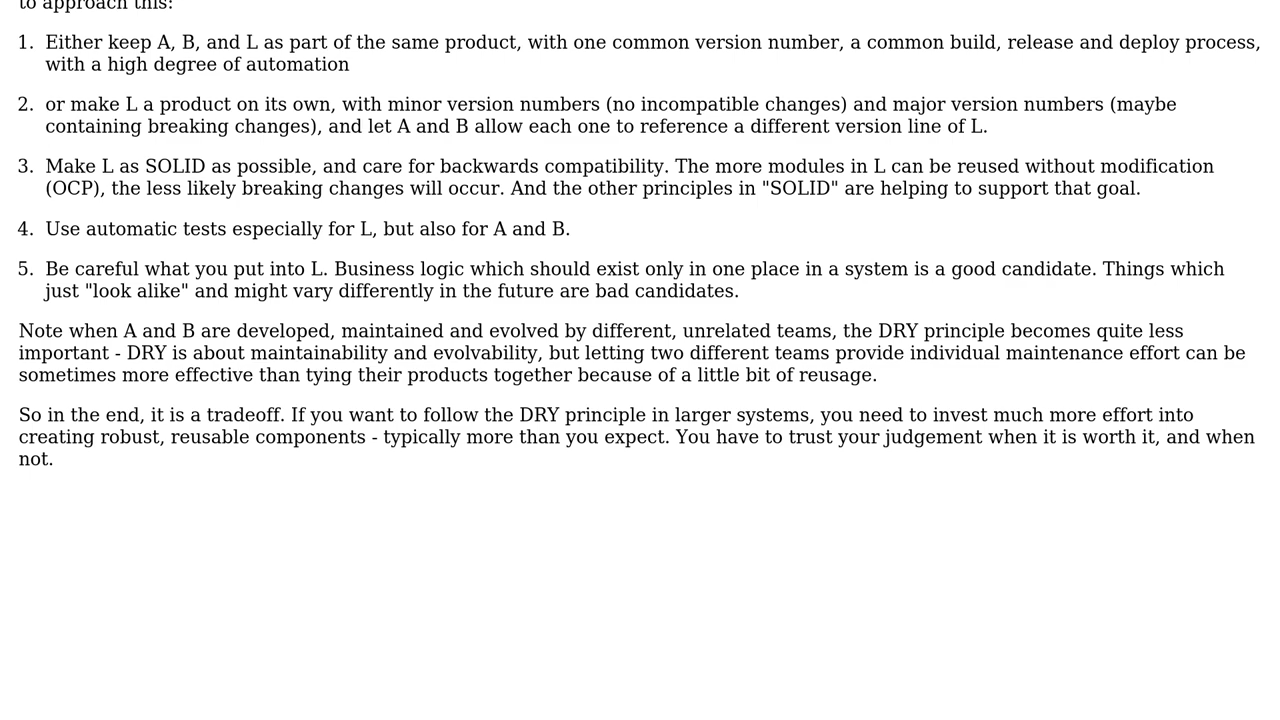 to approach this:
1. Either keep A, B, and L as part of the same product, with one common version number, a common build, release and deploy process,
with a high degree of automation
2. or make L a product on its own, with minor version numbers (no incompatible changes) and major version numbers (maybe
containing breaking changes), and let A and B allow each one to reference a different version line of L.
3. Make L as SOLID as possible, and care for backwards compatibility. The more modules in L can be reused without modification
(OCP), the less likely breaking changes will occur. And the other principles in "SOLID" are helping to support that goal.
4. Use automatic tests especially for L, but also for A and B.
5. Be careful what you put into L. Business logic which should exist only in one place in a system is a good candidate. Things which
just "look alike" and might vary differently in the future are bad candidates.
Note when A and B are developed, maintained and evolved by different, unrelated teams, the DRY principle becomes quite less
important - DRY is about maintainability and evolvability, but letting two different teams provide individual maintenance effort can be
sometimes more effective than tying their products together because of a little bit of reusage.
So in the end, it is a tradeoff. If you want to follow the DRY principle in larger systems, you need to invest much more effort into
creating robust, reusable components - typically more than you expect. You have to trust your judgement when it is worth it, and when
not.